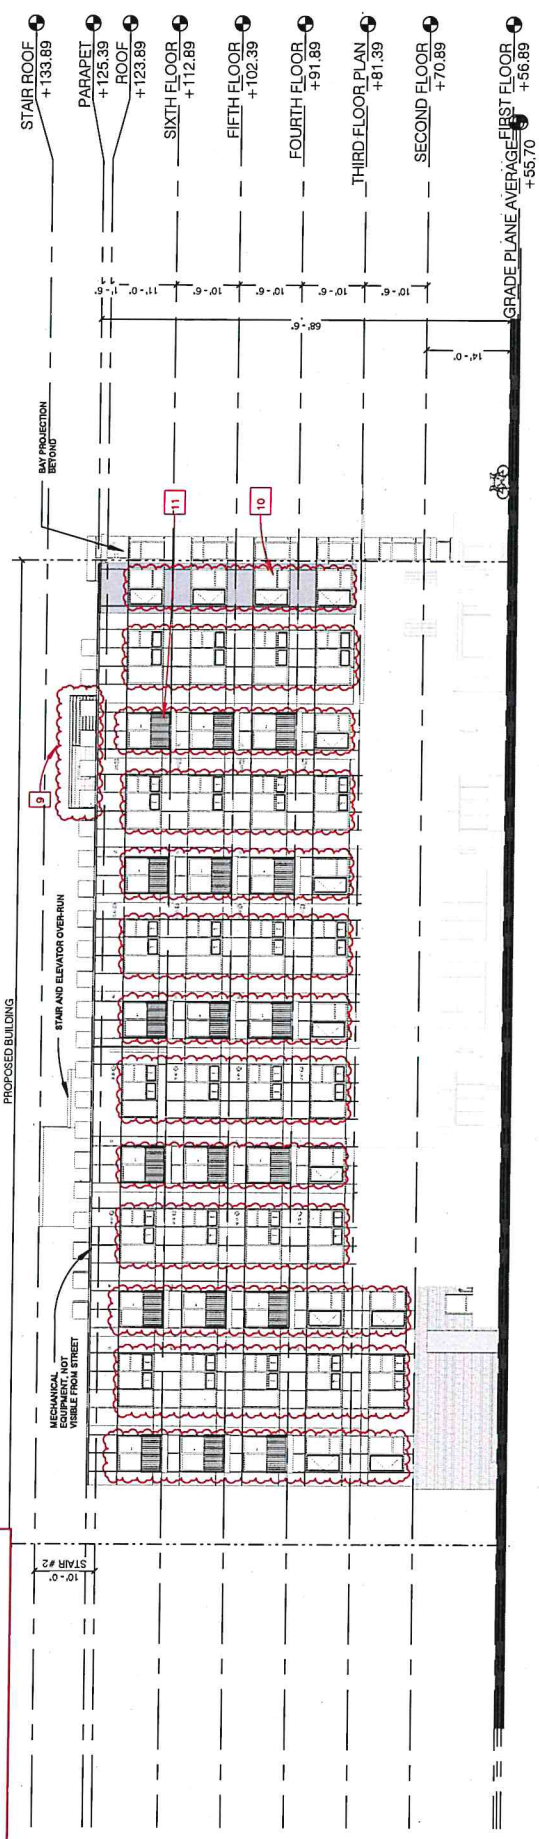 STAIR ROOF
+133.89
PARAPET
+125.39
ROOF
+123.89
SIXTH FLOOR
+112.89
FIFTH FLOOR
+102.39
FOURTH FLOOR
+91.89
THIRD FLOOR PLAN
+81.39
SECOND FLOOR
+70.89
FIRST FLOOR
+56.89
GRADE PLANE AVERAGE
+55.70
1'-6"
11'-0"
10'-6"
10'-6"
10'-6"
10'-6"
68'-6"
14'-0"
BAY PROJECTION
BEYOND
11
10
9
PROPOSED BUILDING
STAIR AND ELEVATOR OVER-RUN
MECHANICAL
EQUIPMENT, NOT
VISIBLE FROM STREET
10'-0"
STAIR #2